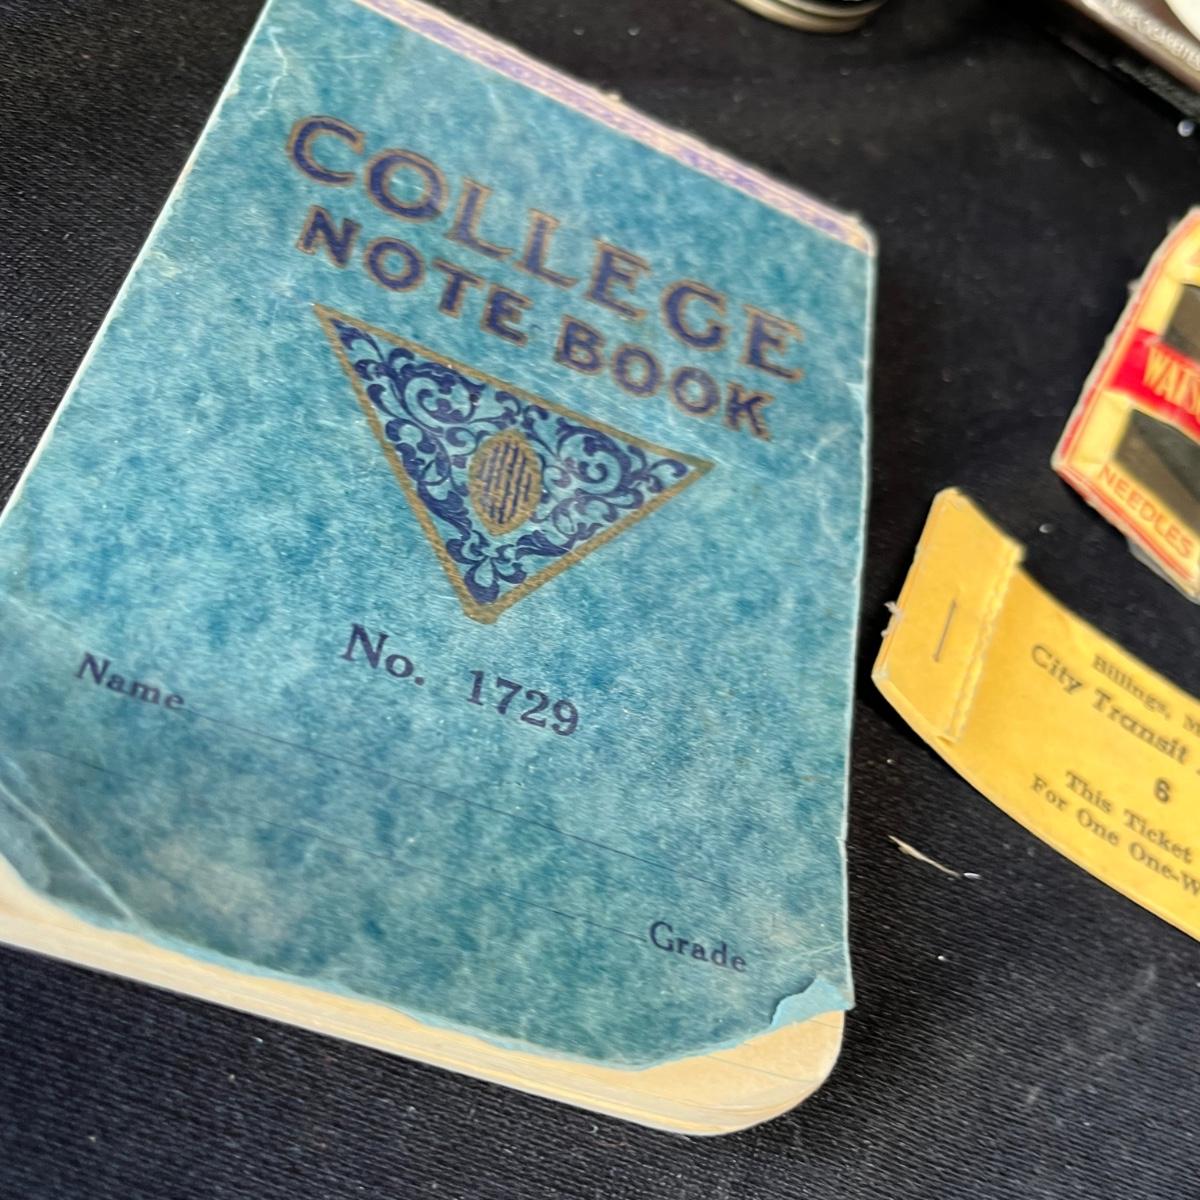 COLLEGE
NOTE BOOK
No. 1729
Name
Grade
NEEDLES
Billings,
City Transit
6
This Ticket
For One One-W